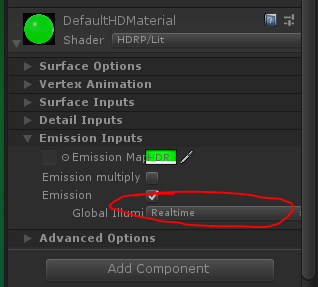 DefaultHDMaterial
Shader HDRP/Lit
Surface Options
Vertex Animation
Surface Inputs
Detail Inputs
Emission Inputs
Emission Map HDR
Emission multiply
Emission
Global Illumi Realtime
Advanced Options
Add Component